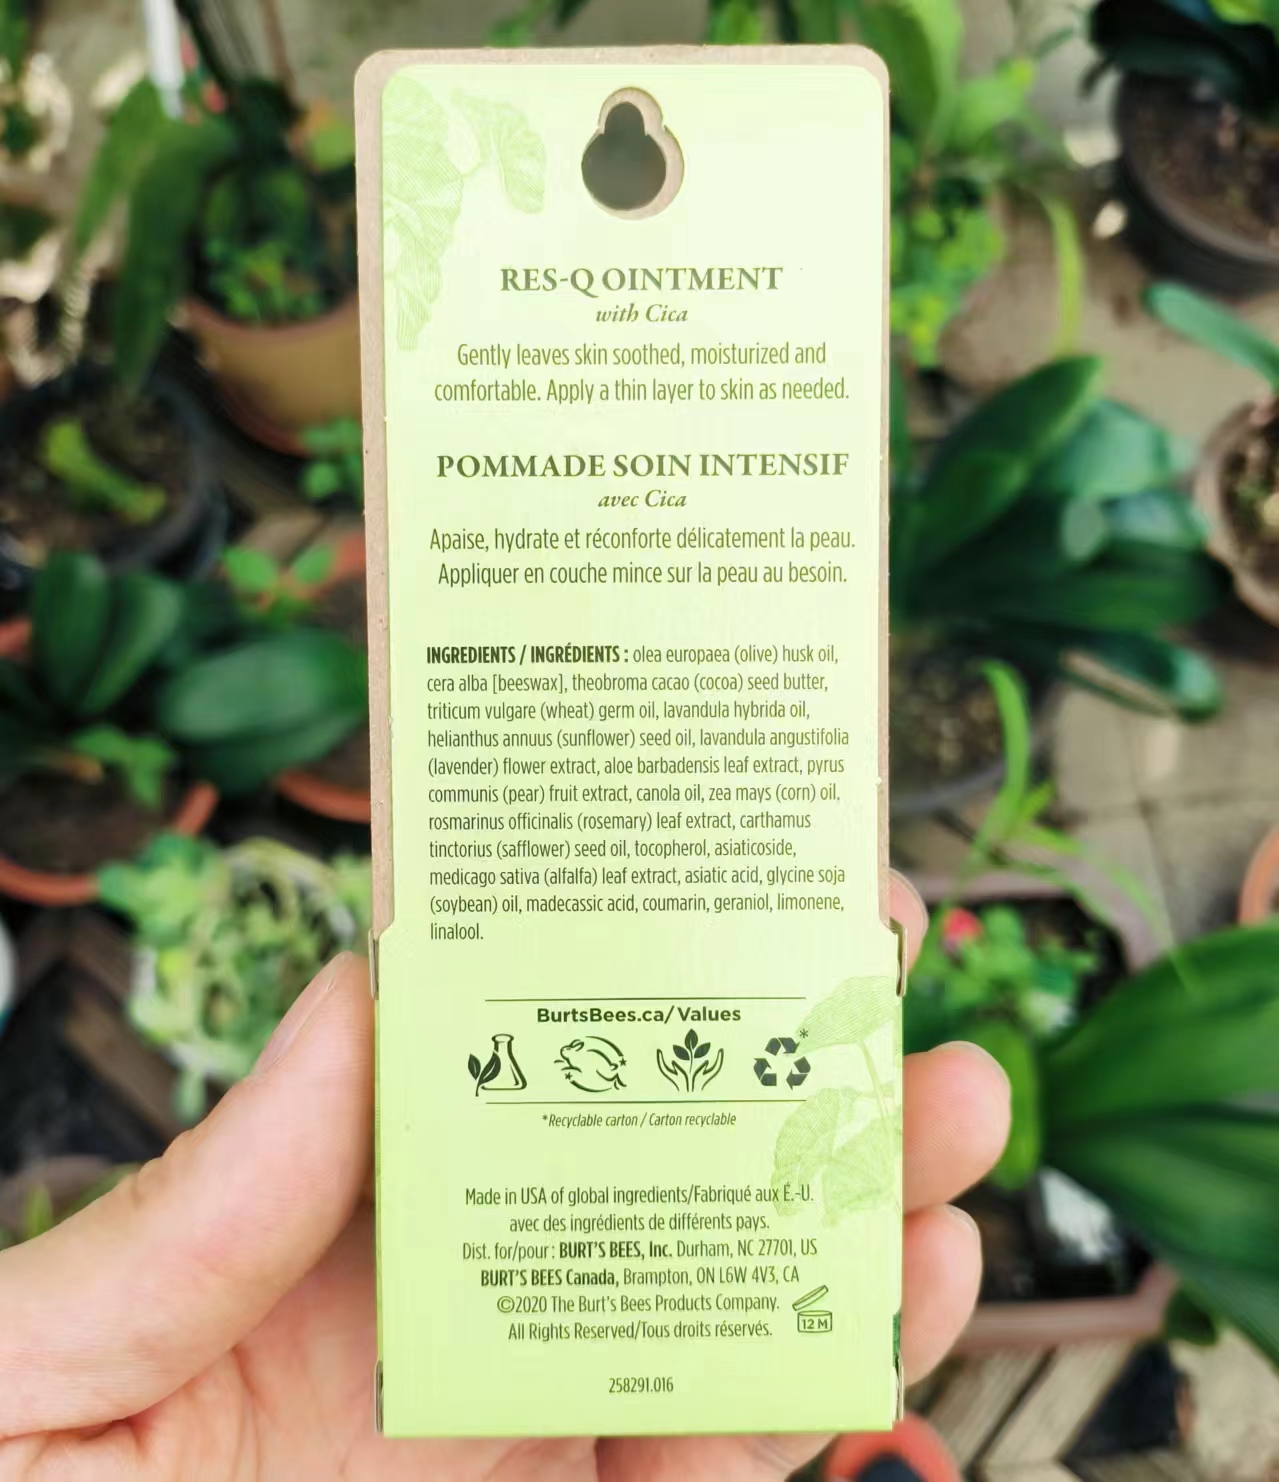 RES-Q OINTMENT
with Cica
Gently leaves skin soothed, moisturized and
comfortable. Apply a thin layer to skin as needed.
POMMADE SOIN INTENSIF
avec Cica
Apaise, hydrate et réconforte délicatement la peau.
Appliquer en couche mince sur la peau au besoin.
INGREDIENTS / INGRÉDIENTS : olea europaea (olive) husk oil,
cera alba [beeswax], theobroma cacao (cocoa) seed butter,
triticum vulgare (wheat) germ oil, lavandula hybrida oil,
helianthus annuus (sunflower) seed oil, lavandula angustifolia
(lavender) flower extract, aloe barbadensis leaf extract, pyrus
communis (pear) fruit extract, canola oil, zea mays (corn) oil,
rosmarinus officinalis (rosemary) leaf extract, carthamus
tinctorius (safflower) seed oil, tocopherol, asiaticoside,
medicago sativa (alfalfa) leaf extract, asiatic acid, glycine soja
(soybean) oil, madecassic acid, coumarin, geraniol, limonene,
linalool.
BurtsBees.ca/Values
*
*Recyclable carton / Carton recyclable
Made in USA of global ingredients/Fabriqué aux É.-U.
avec des ingrédients de différents pays.
Dist. for/pour : BURT'S BEES, Inc. Durham, NC 27701, US
BURT'S BEES Canada, Brampton, ON L6W 4V3, CA
©2020 The Burt's Bees Products Company.
All Rights Reserved/Tous droits réservés.
12 M
258291.016